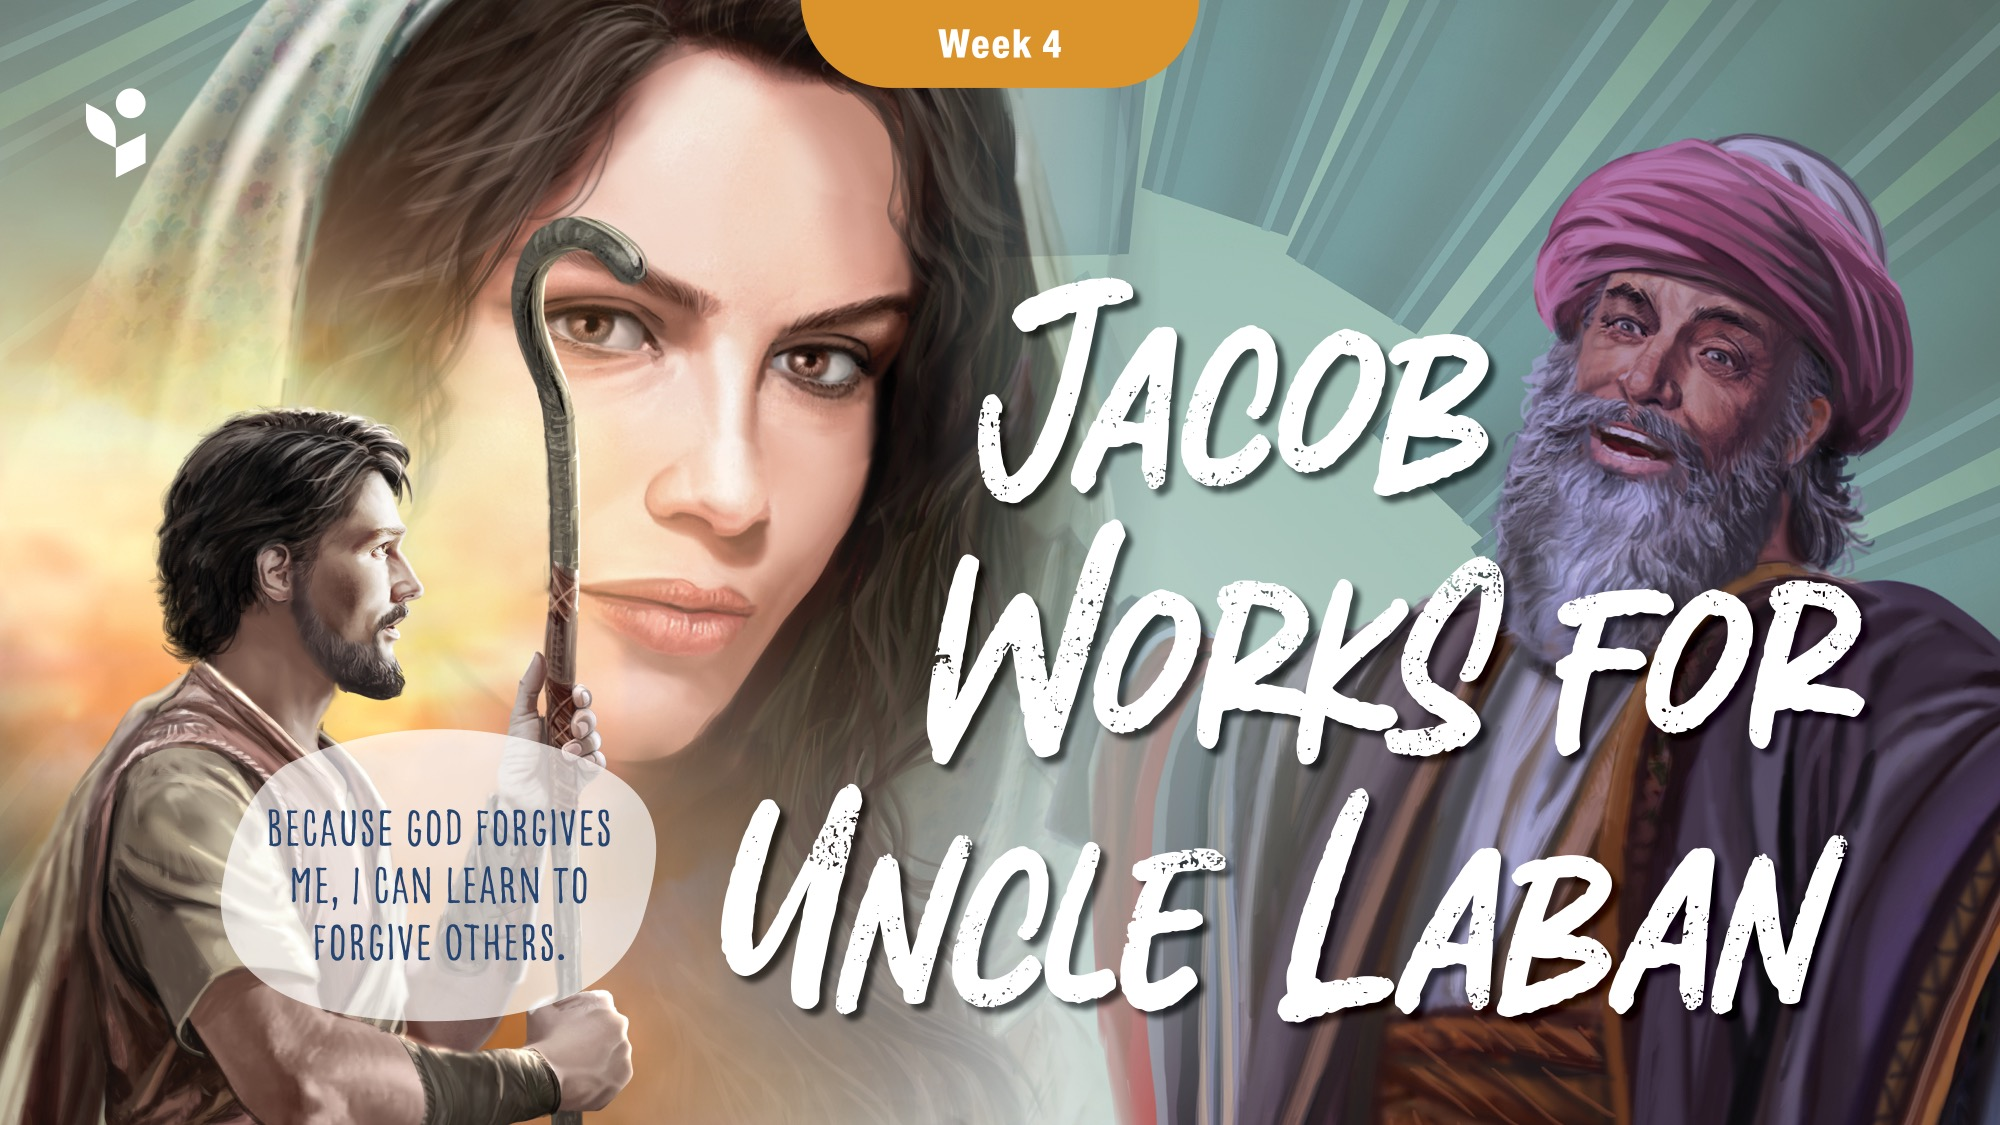 Week 4
JACOB
WORKS FOR
UNCLE LABAN
BECAUSE GOD FORGIVES
ME, I CAN LEARN TO
FORGIVE OTHERS.